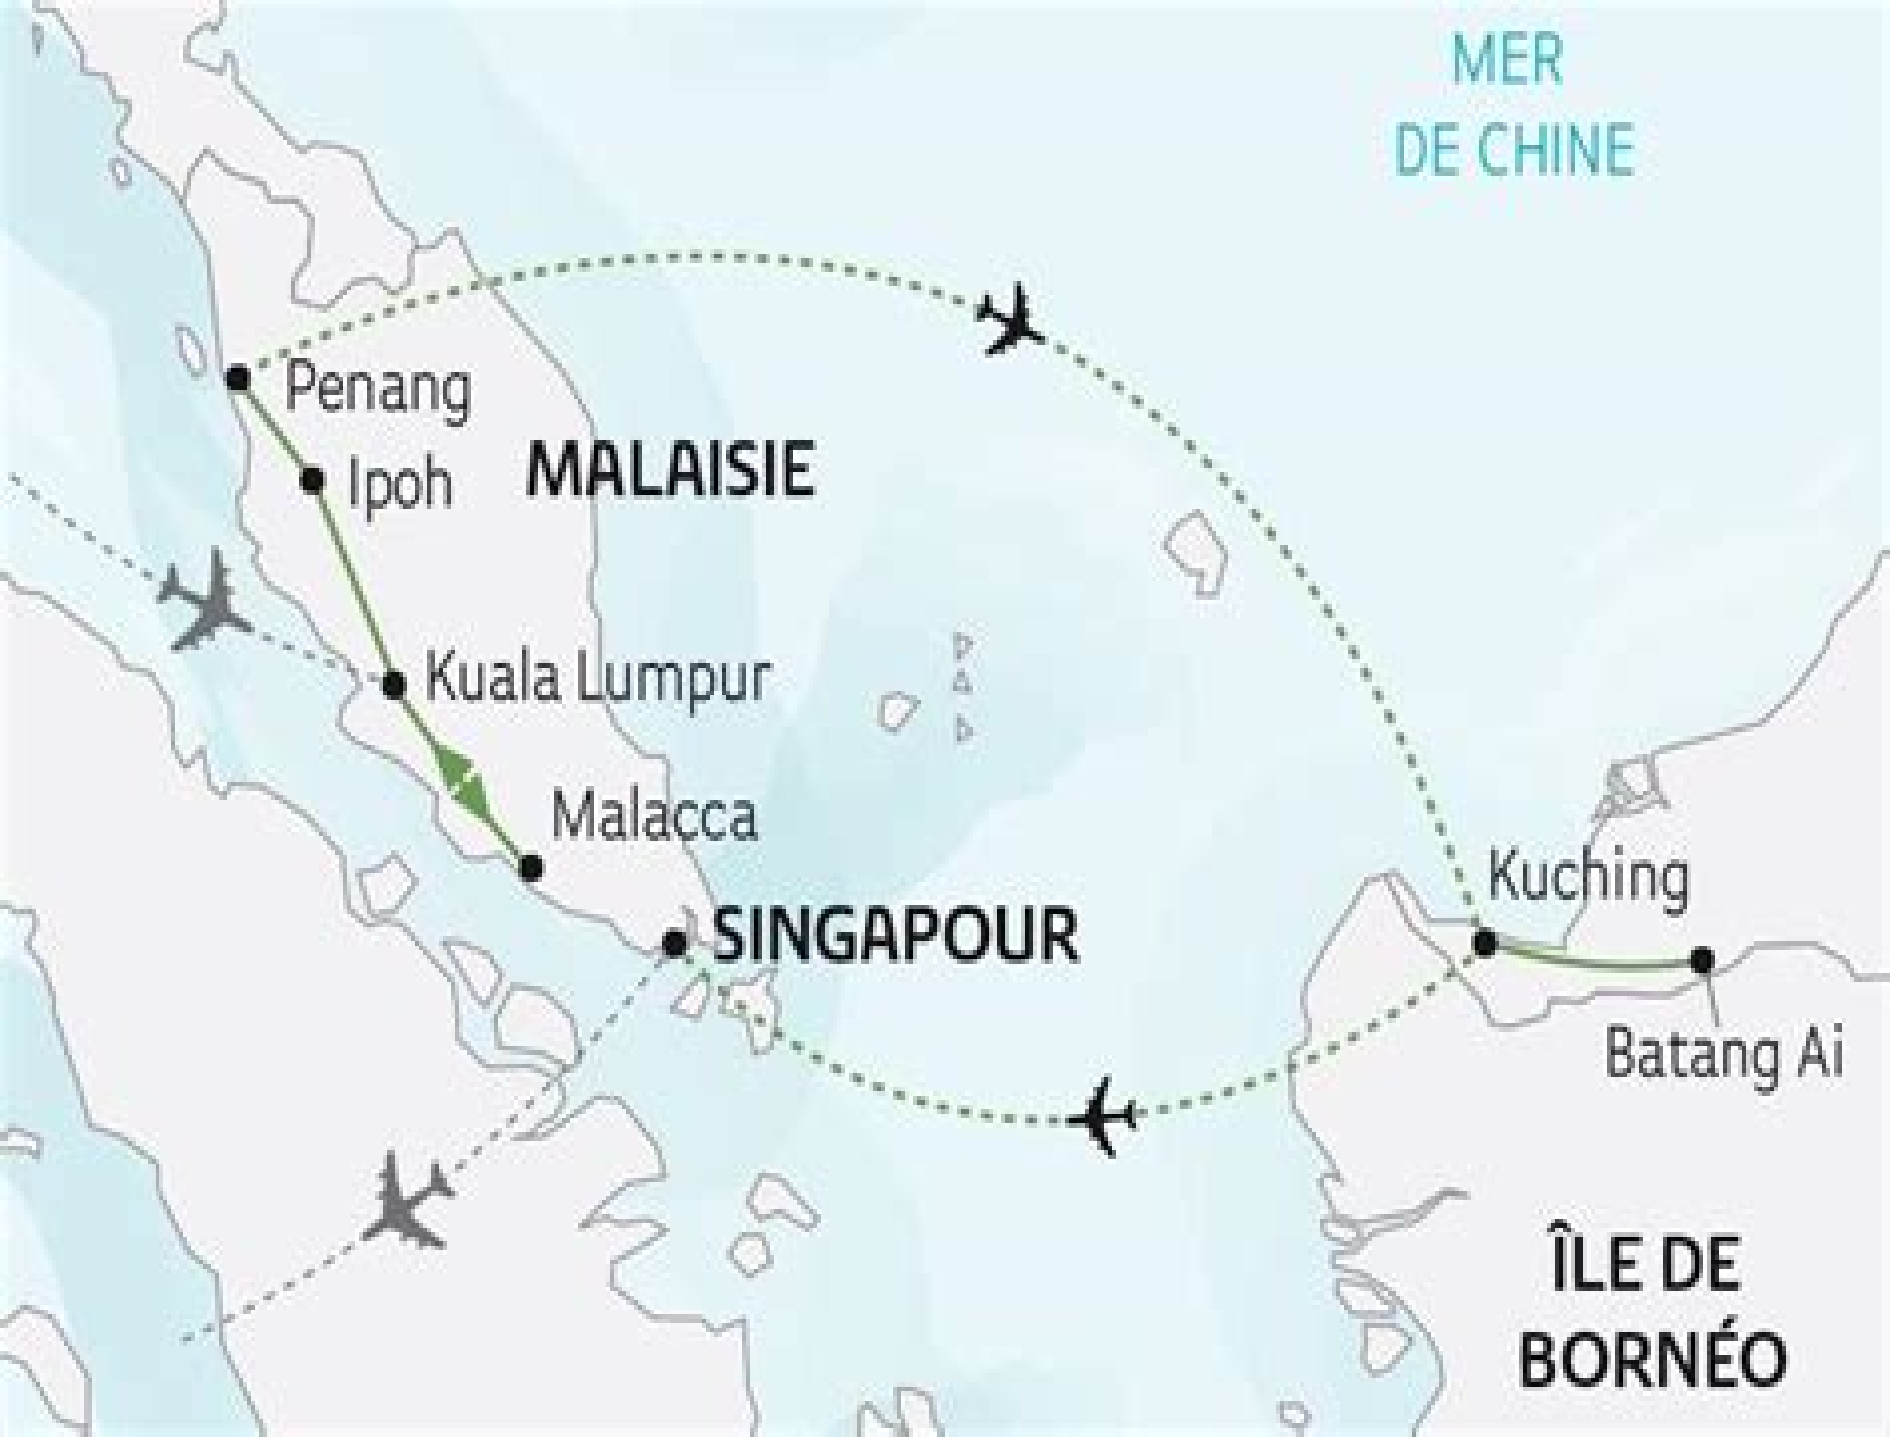 MER
DE CHINE
Penang
MALAISIE
Ipoh
Kuala Lumpur
Malacca
Kuching
SINGAPOUR
Batang Ai
ÎLE DE
BORNÉO